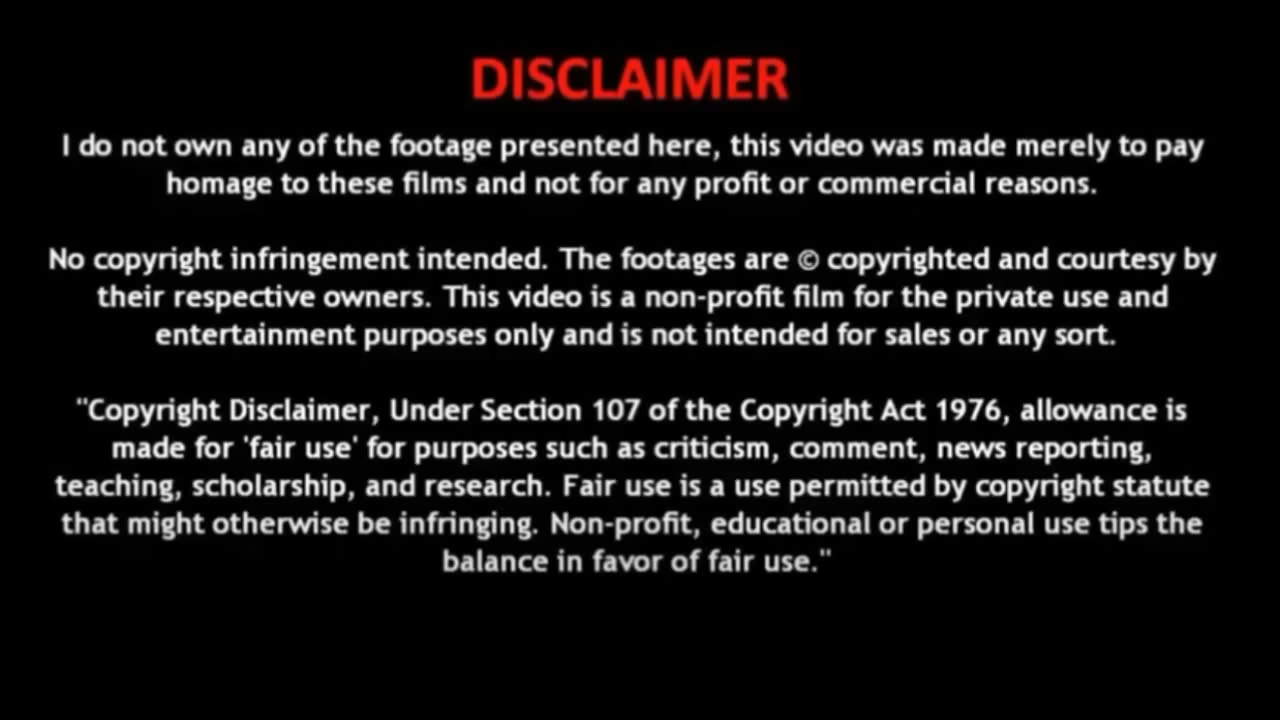 DISCLAIMER
I do not own any of the footage presented here, this video was made merely to pay
homage to these films and not for any profit or commercial reasons.
No copyright infringement intended. The footages are © copyrighted and courtesy by
their respective owners. This video is a non-profit film for the private use and
entertainment purposes only and is not intended for sales or any sort.
"Copyright Disclaimer, Under Section 107 of the Copyright Act 1976, allowance is
made for 'fair use' for purposes such as criticism, comment, news reporting,
teaching, scholarship, and research. Fair use is a use permitted by copyright statute
that might otherwise be infringing. Non-profit, educational or personal use tips the
balance in favor of fair use."